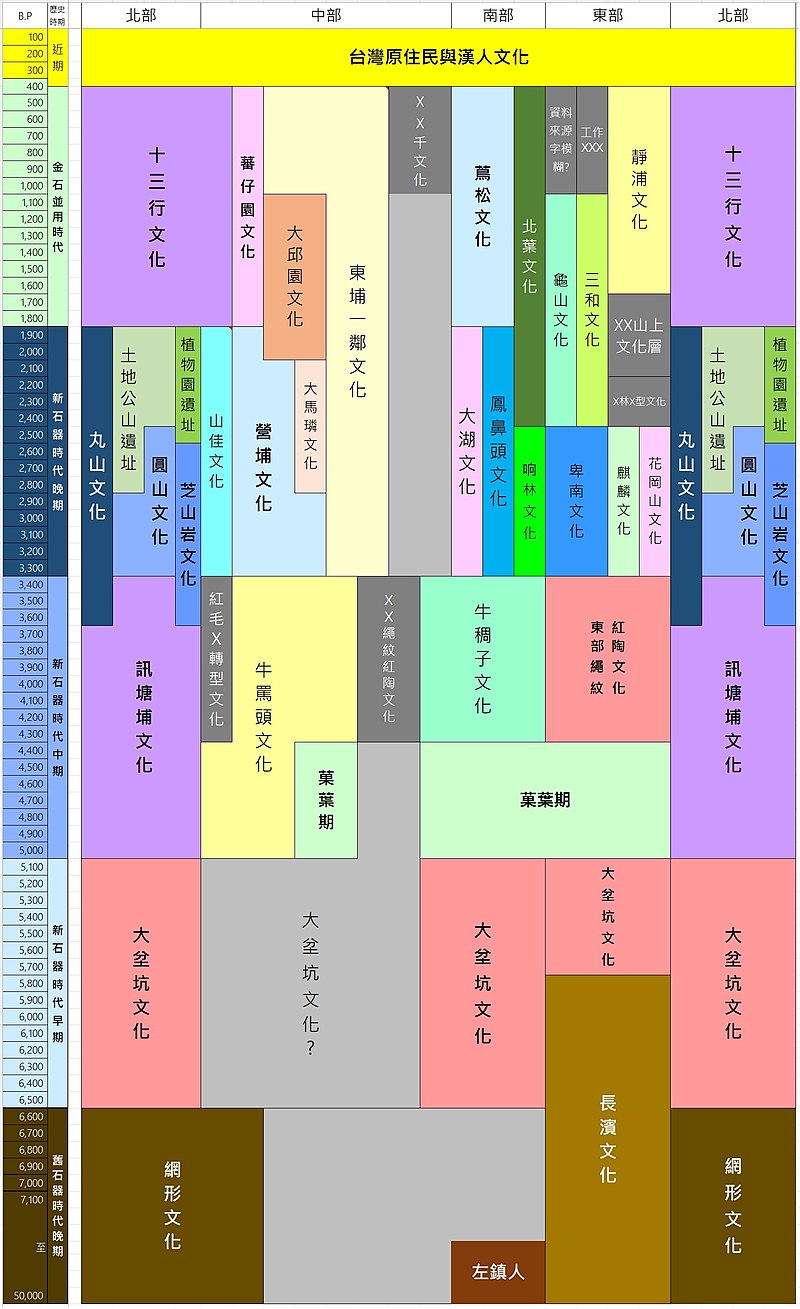 B.P
歷史時期
北部
中部
南部
東部
北部
100
200
300
400
500
600
700
800
900
1,000
1,100
1,200
1,300
1,400
1,500
1,600
1,700
1,800
1,900
2,000
2,100
2,200
2,300
2,400
2,500
2,600
2,700
2,800
2,900
3,000
3,100
3,200
3,300
3,400
3,500
3,600
3,700
3,800
3,900
4,000
4,100
4,200
4,300
4,400
4,500
4,600
4,700
4,800
4,900
5,000
5,100
5,200
5,300
5,400
5,500
5,600
5,700
5,800
5,900
6,000
6,100
6,200
6,300
6,400
6,500
6,600
6,700
6,800
6,900
7,000
7,100
至
50,000
近期
金石並用時代
新石器時代晚期
新石器時代中期
新石器時代早期
舊石器時代晚期
台灣原住民與漢人文化
十三行文化
蕃仔園文化
大邱園文化
東埔一鄰文化
XX千文化
蔦松文化
北葉文化
資料來源字模糊?
工作XXX
靜浦文化
十三行文化
龜山文化
三和文化
XX山上文化層
X林X型文化
丸山文化
土地公山遺址
圓山文化
植物園遺址
芝山岩文化
山佳文化
營埔文化
大馬璘文化
大湖文化
鳳鼻頭文化
响林文化
卑南文化
麒麟文化
花岡山文化
丸山文化
土地公山遺址
圓山文化
植物園遺址
芝山岩文化
訊塘埔文化
紅毛X轉型文化
牛罵頭文化
XX繩紋紅陶文化
牛稠子文化
東部繩紋紅陶文化
訊塘埔文化
菓葉期
菓葉期
大坌坑文化
大坌坑文化?
大坌坑文化
大坌坑文化
大坌坑文化
網形文化
左鎮人
長濱文化
網形文化